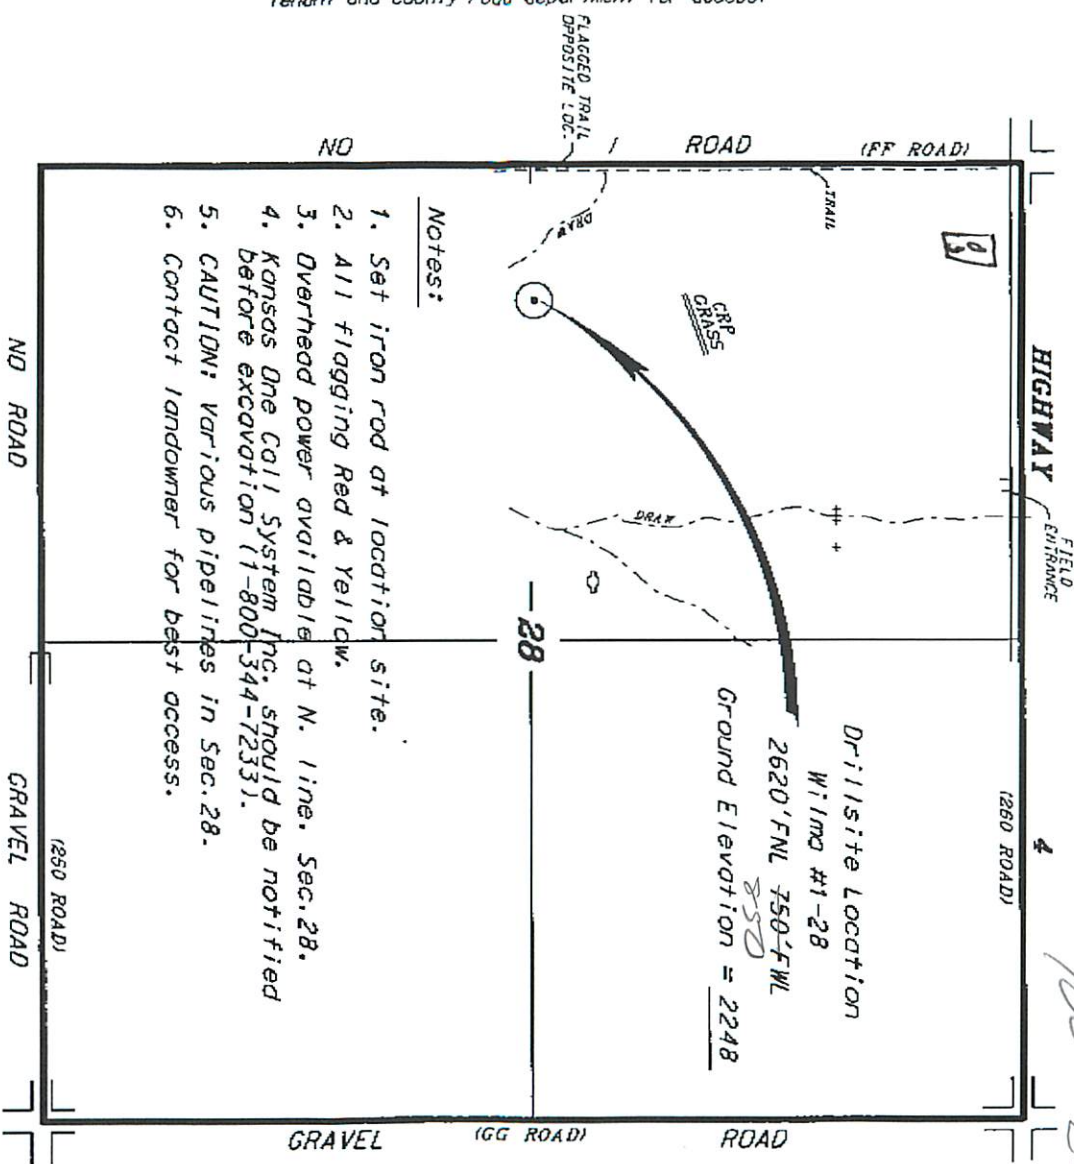 FLAGGED TRAIL
OPPOSITE LOC.
NO
ROAD
(FF ROAD)
TRAIL
DRAW
CRP
GRASS
HIGHWAY
4
FIELD
ENTRANCE
(260 ROAD)
DRAW
28
Drillsite Location
Wilma #1-28
2620'FNL 750'FWL
850
Ground Elevation = 2248
Notes:
1. Set iron rod at location site.
2. All flagging Red & Yellow.
3. Overhead power available at N. line, Sec.28.
4. Kansas One Call System Inc. should be notified
before excavation (1-800-344-7233).
5. CAUTION: Various pipelines in Sec.28.
6. Contact landowner for best access.
NO ROAD
GRAVEL ROAD
(250 ROAD)
GRAVEL
(GG ROAD)
ROAD